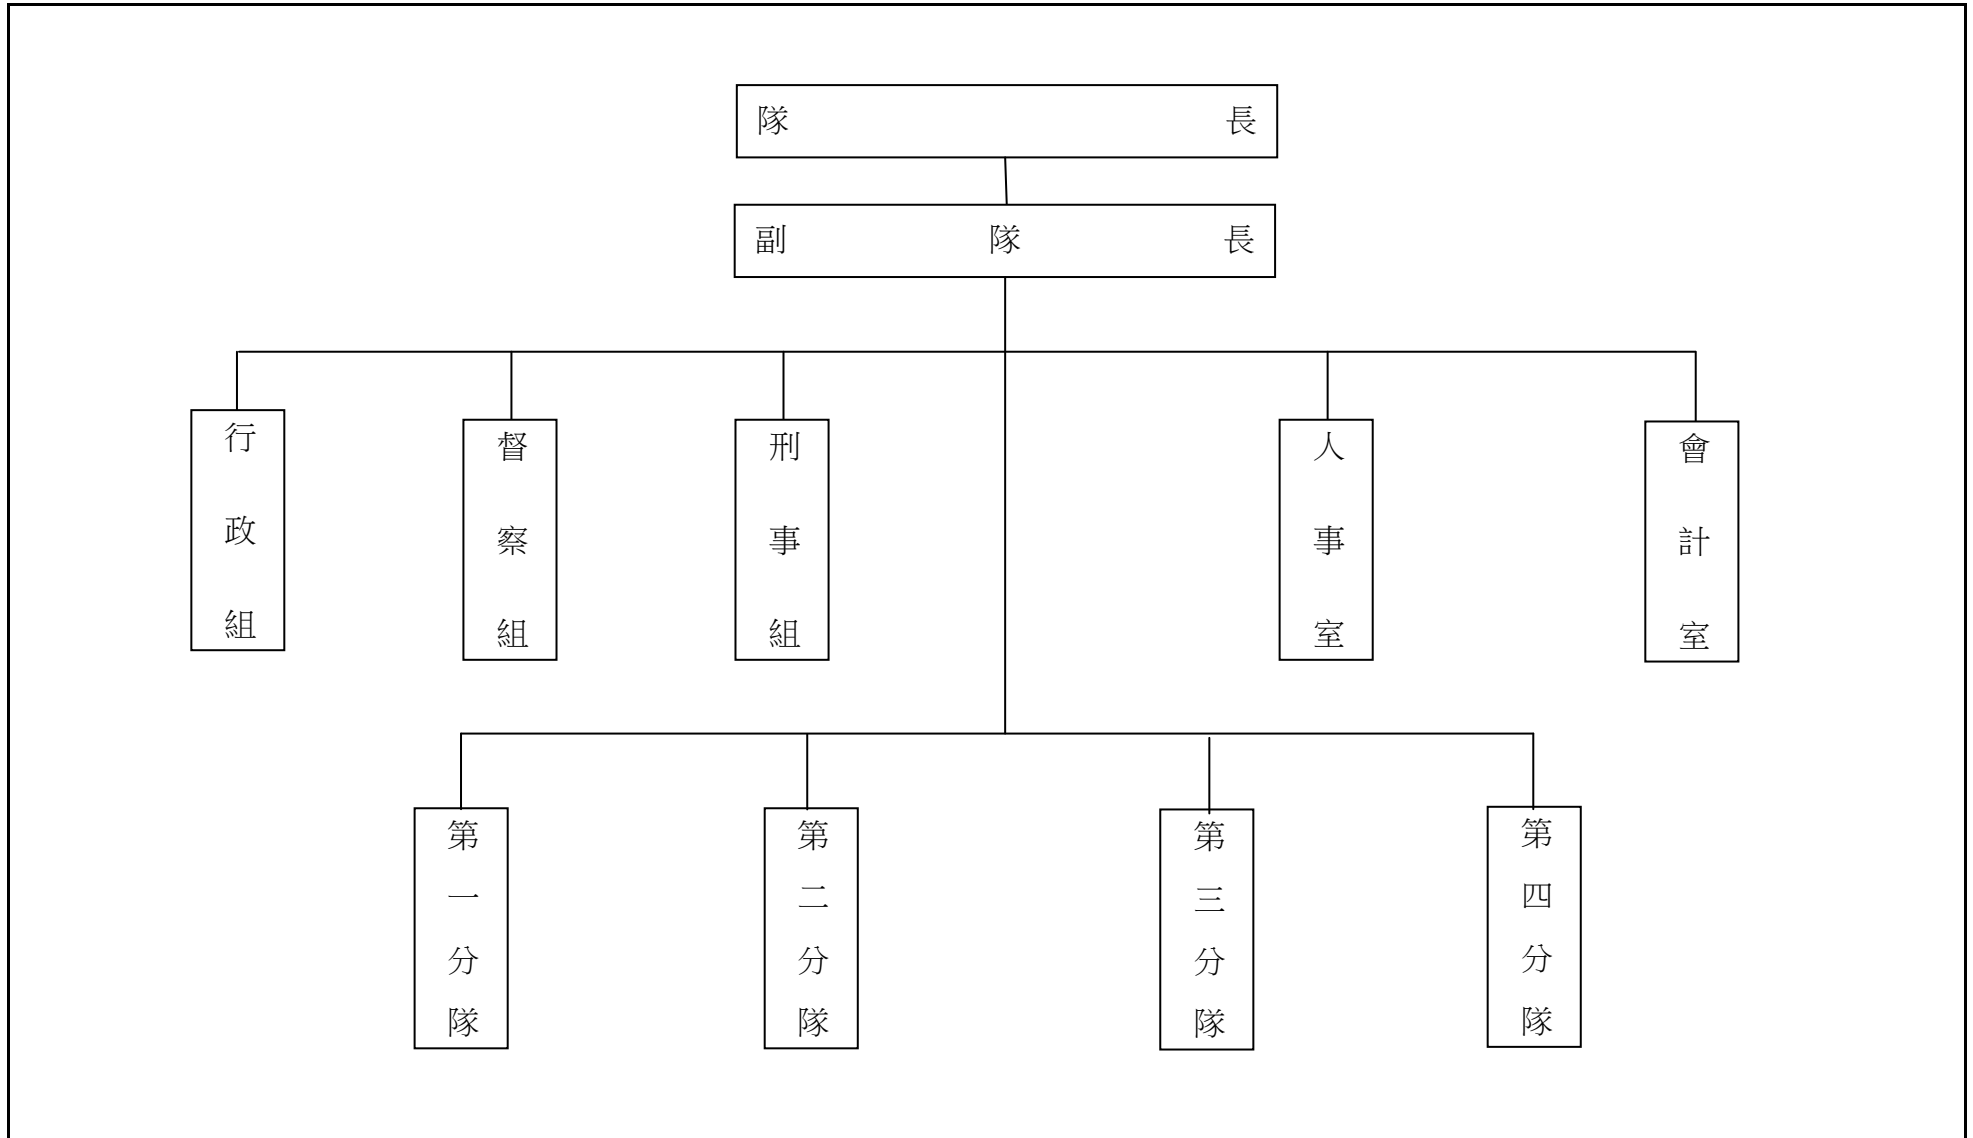 隊長
副隊長
行政組
督察組
刑事組
人事室
會計室
第一分隊
第二分隊
第三分隊
第四分隊